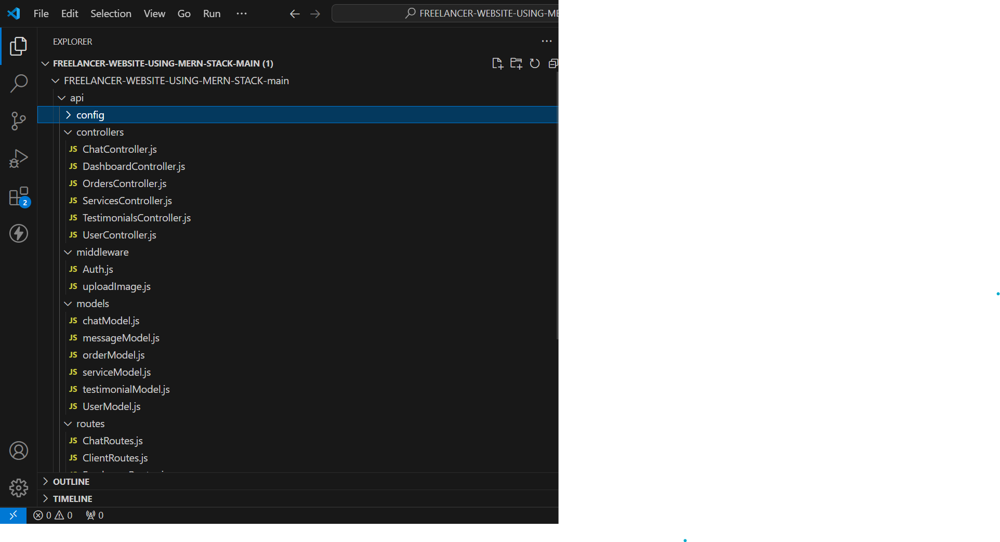 File Edit Selection View Go Run ··· FREELANCER-WEBSITE-USING-ME
EXPLORER ···
FREELANCER-WEBSITE-USING-MERN-STACK-MAIN (1)
FREELANCER-WEBSITE-USING-MERN-STACK-main
api
config
controllers
JS ChatController.js
JS DashboardController.js
JS OrdersController.js
JS ServicesController.js
JS TestimonialsController.js
JS UserController.js
middleware
JS Auth.js
JS uploadImage.js
models
JS chatModel.js
JS messageModel.js
JS orderModel.js
JS serviceModel.js
JS testimonialModel.js
JS UserModel.js
routes
JS ChatRoutes.js
JS ClientRoutes.js
OUTLINE
TIMELINE
0 0 0
2